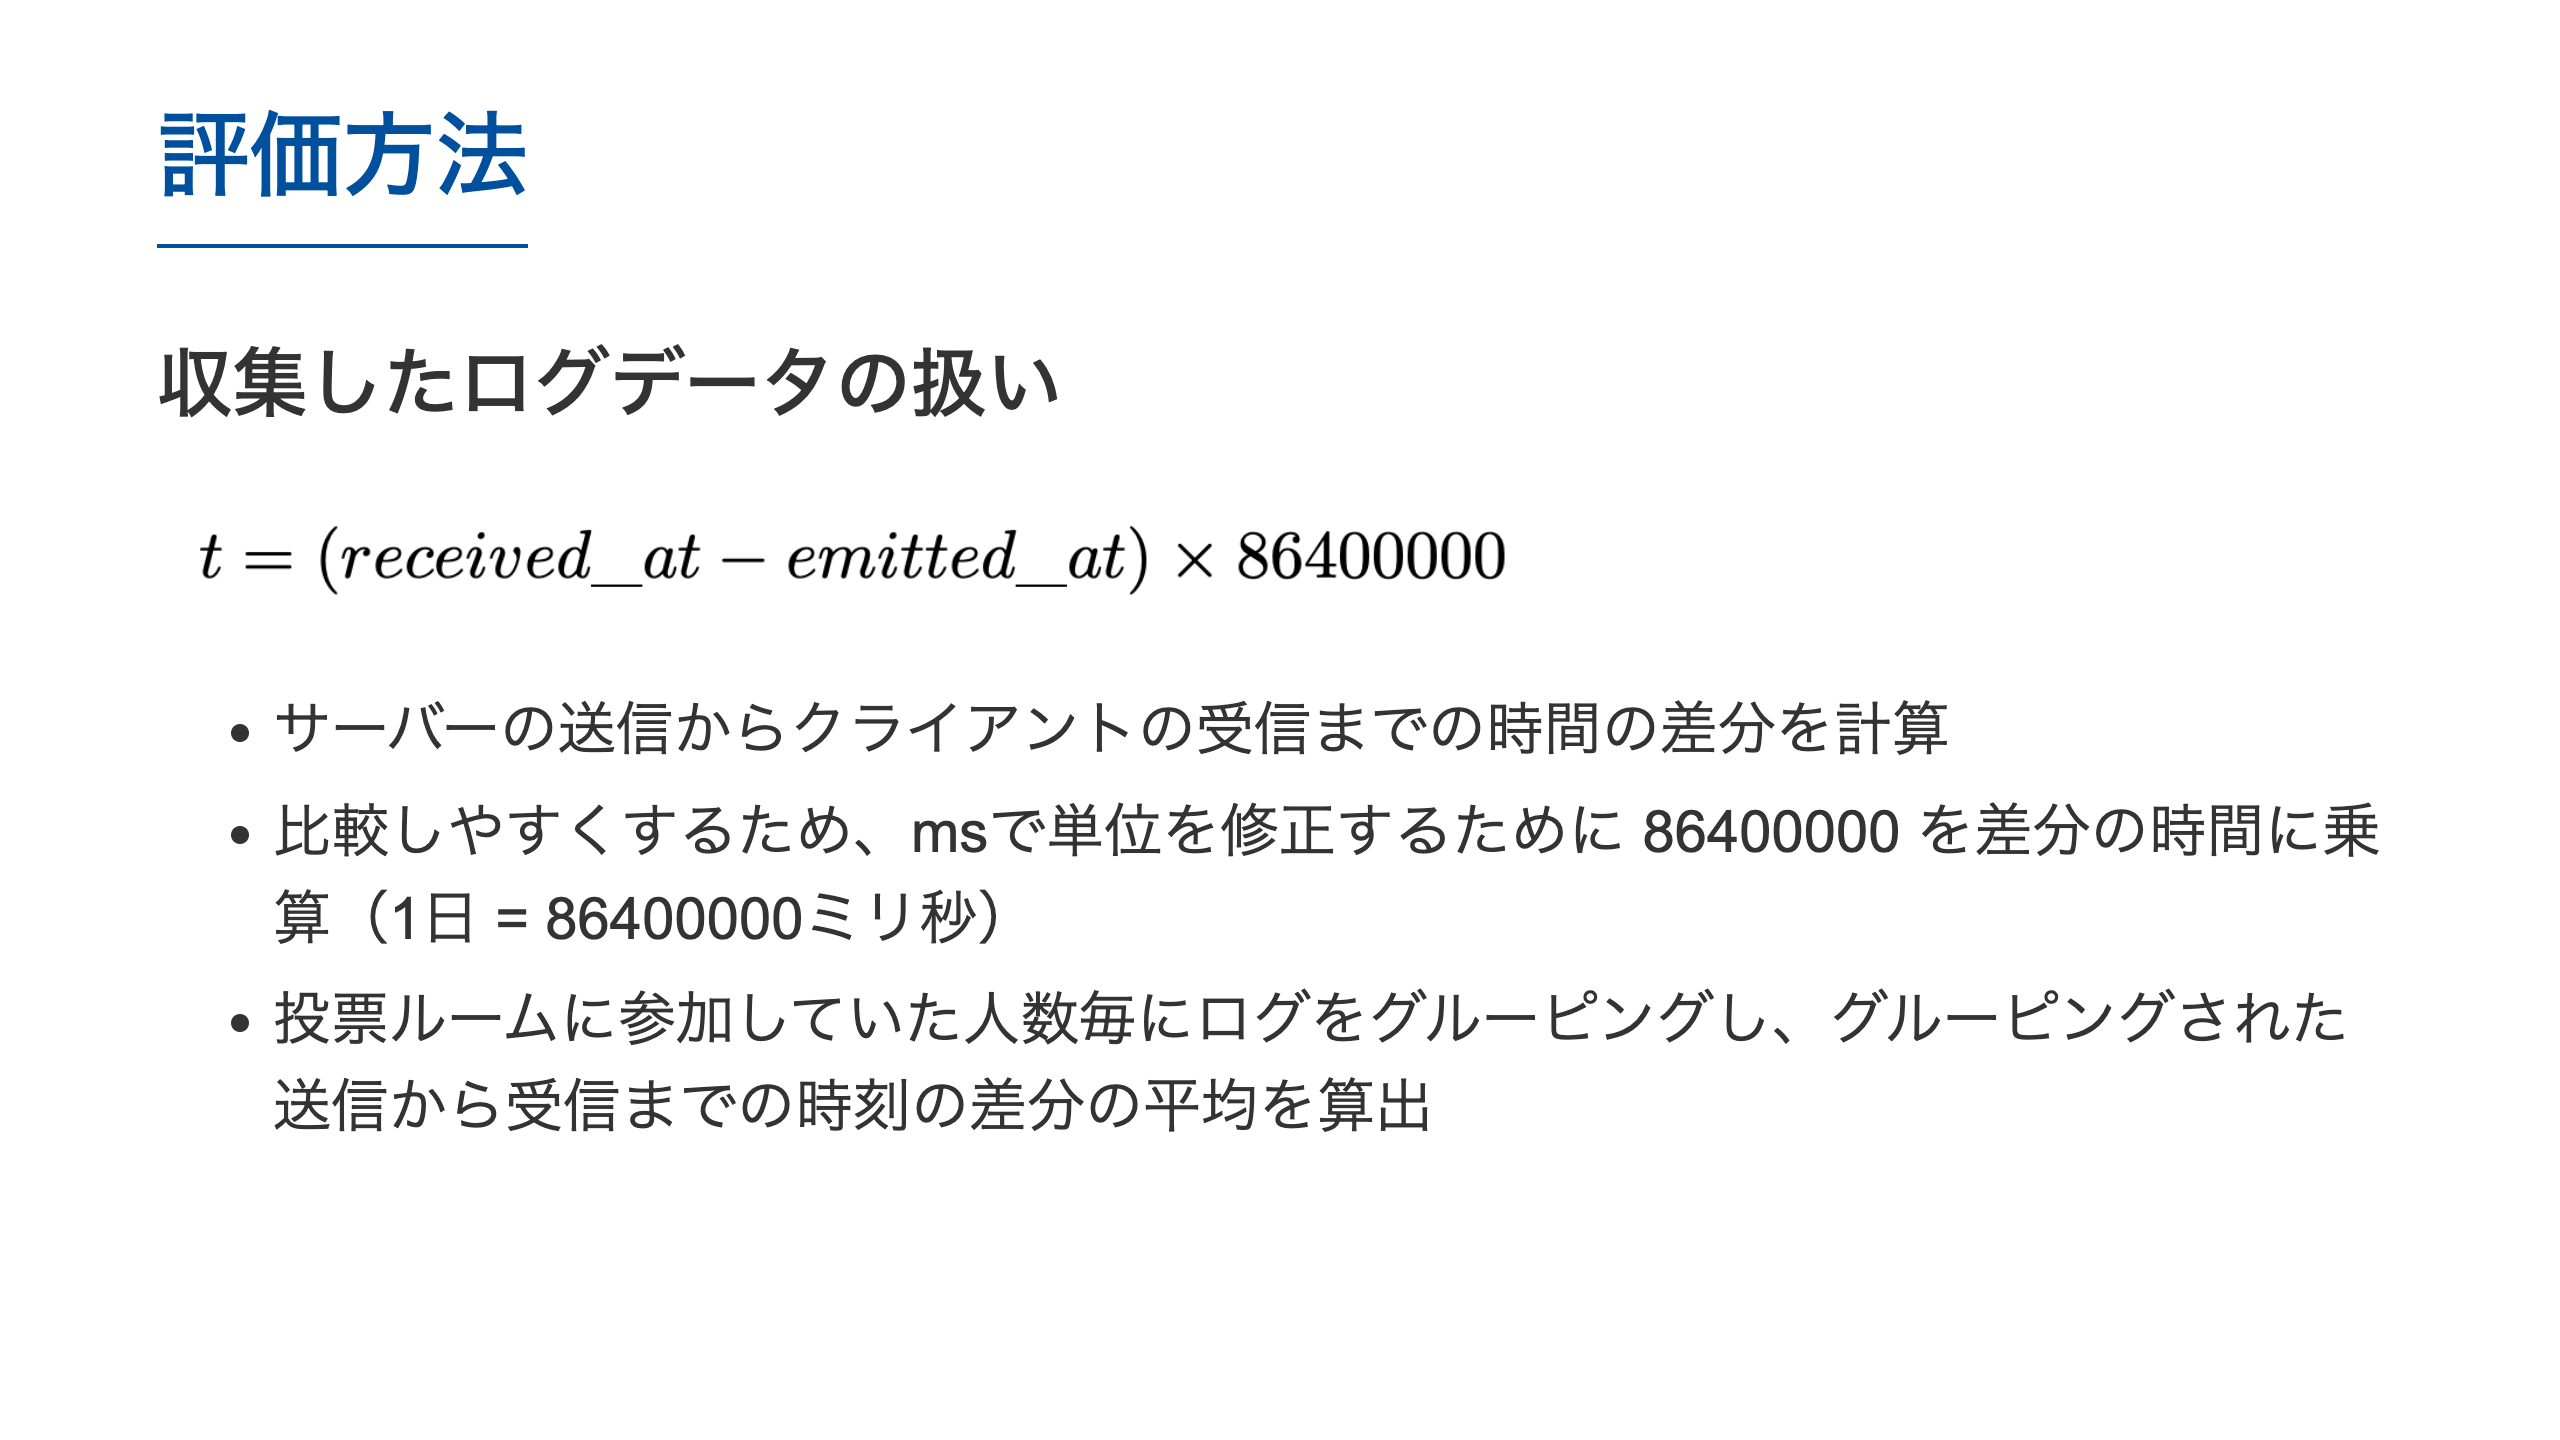 評価方法
収集したログデータの扱い
t = (received_at − emitted_at) × 86400000
• サーバーの送信からクライアントの受信までの時間の差分を計算
• 比較しやすくするため、msで単位を修正するために 86400000 を差分の時間に乗
算（1日 = 86400000ミリ秒）
• 投票ルームに参加していた人数毎にログをグルーピングし、グルーピングされた
送信から受信までの時刻の差分の平均を算出